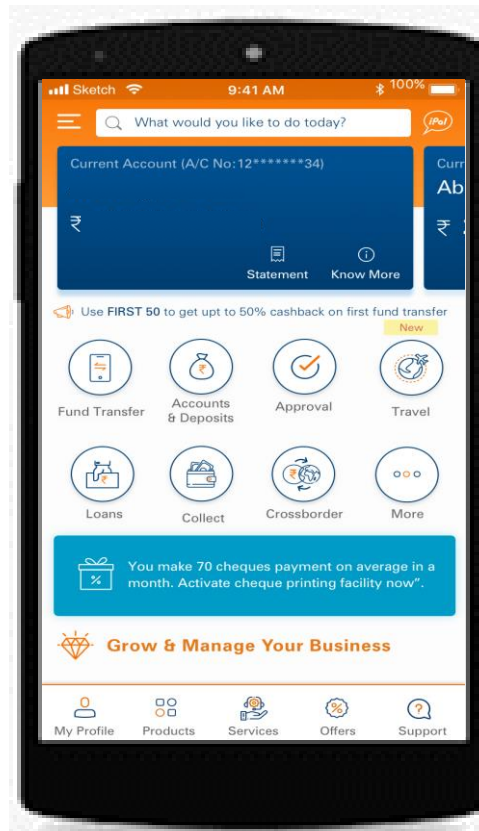 Sketch 9:41 AM 100%
What would you like to do today? iPal
Current Account (A/C No:12*******34) Curr
Ab
₹ ₹
Statement Know More
Use FIRST 50 to get upt to 50% cashback on first fund transfer
New
Fund Transfer Accounts & Deposits Approval Travel
Loans Collect Crossborder More
You make 70 cheques payment on average in a
month. Activate cheque printing facility now”.
Grow & Manage Your Business
My Profile Products Services Offers Support